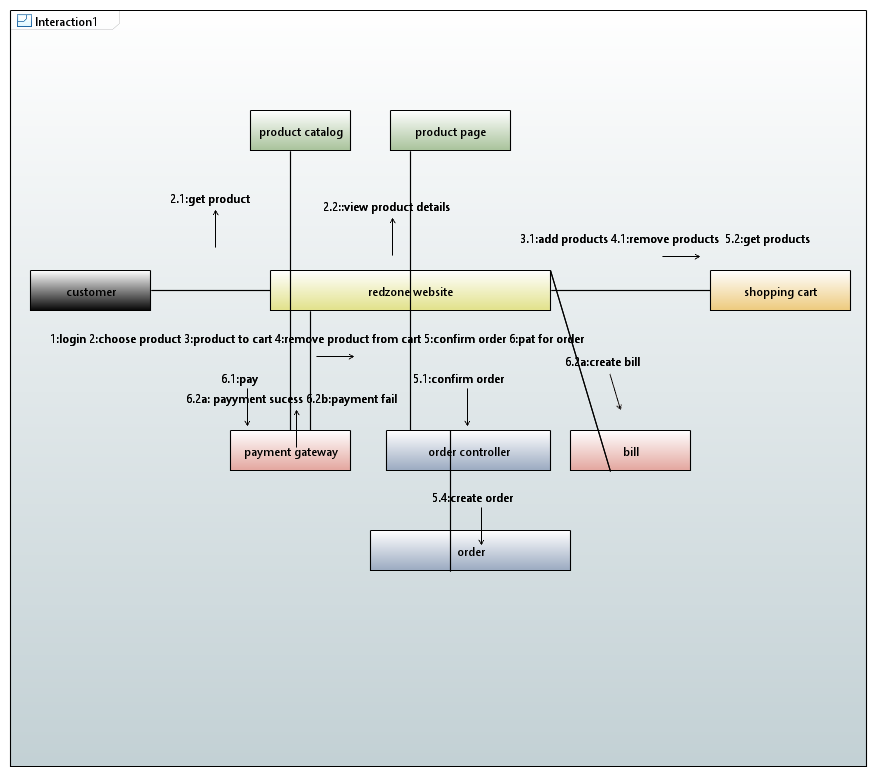 Interaction1
product catalog
product page
2.1:get product
2.2::view product details
3.1:add products 4.1:remove products 5.2:get products
customer
redzone website
shopping cart
1:login 2:choose product 3:product to cart 4:remove product from cart 5:confirm order 6:pat for order
6.2a:create bill
6.1:pay
5.1:confirm order
6.2a: payyment sucess 6.2b:payment fail
payment gateway
order controller
bill
5.4:create order
order